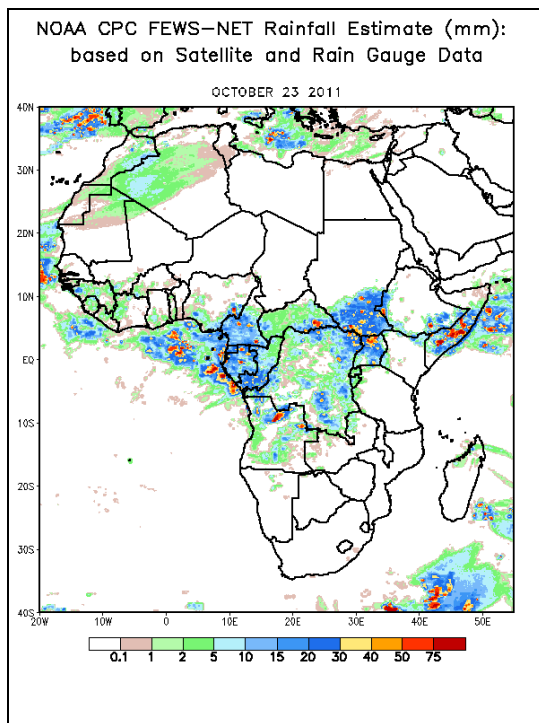 NOAA CPC FEWS-NET Rainfall Estimate (mm):
based on Satellite and Rain Gauge Data
OCTOBER 23 2011
40N
30N
20N
10N
EQ
10S
20S
30S
40S
20W 10W 0 10E 20E 30E 40E 50E
0.1 1 2 5 10 15 20 30 40 50 75